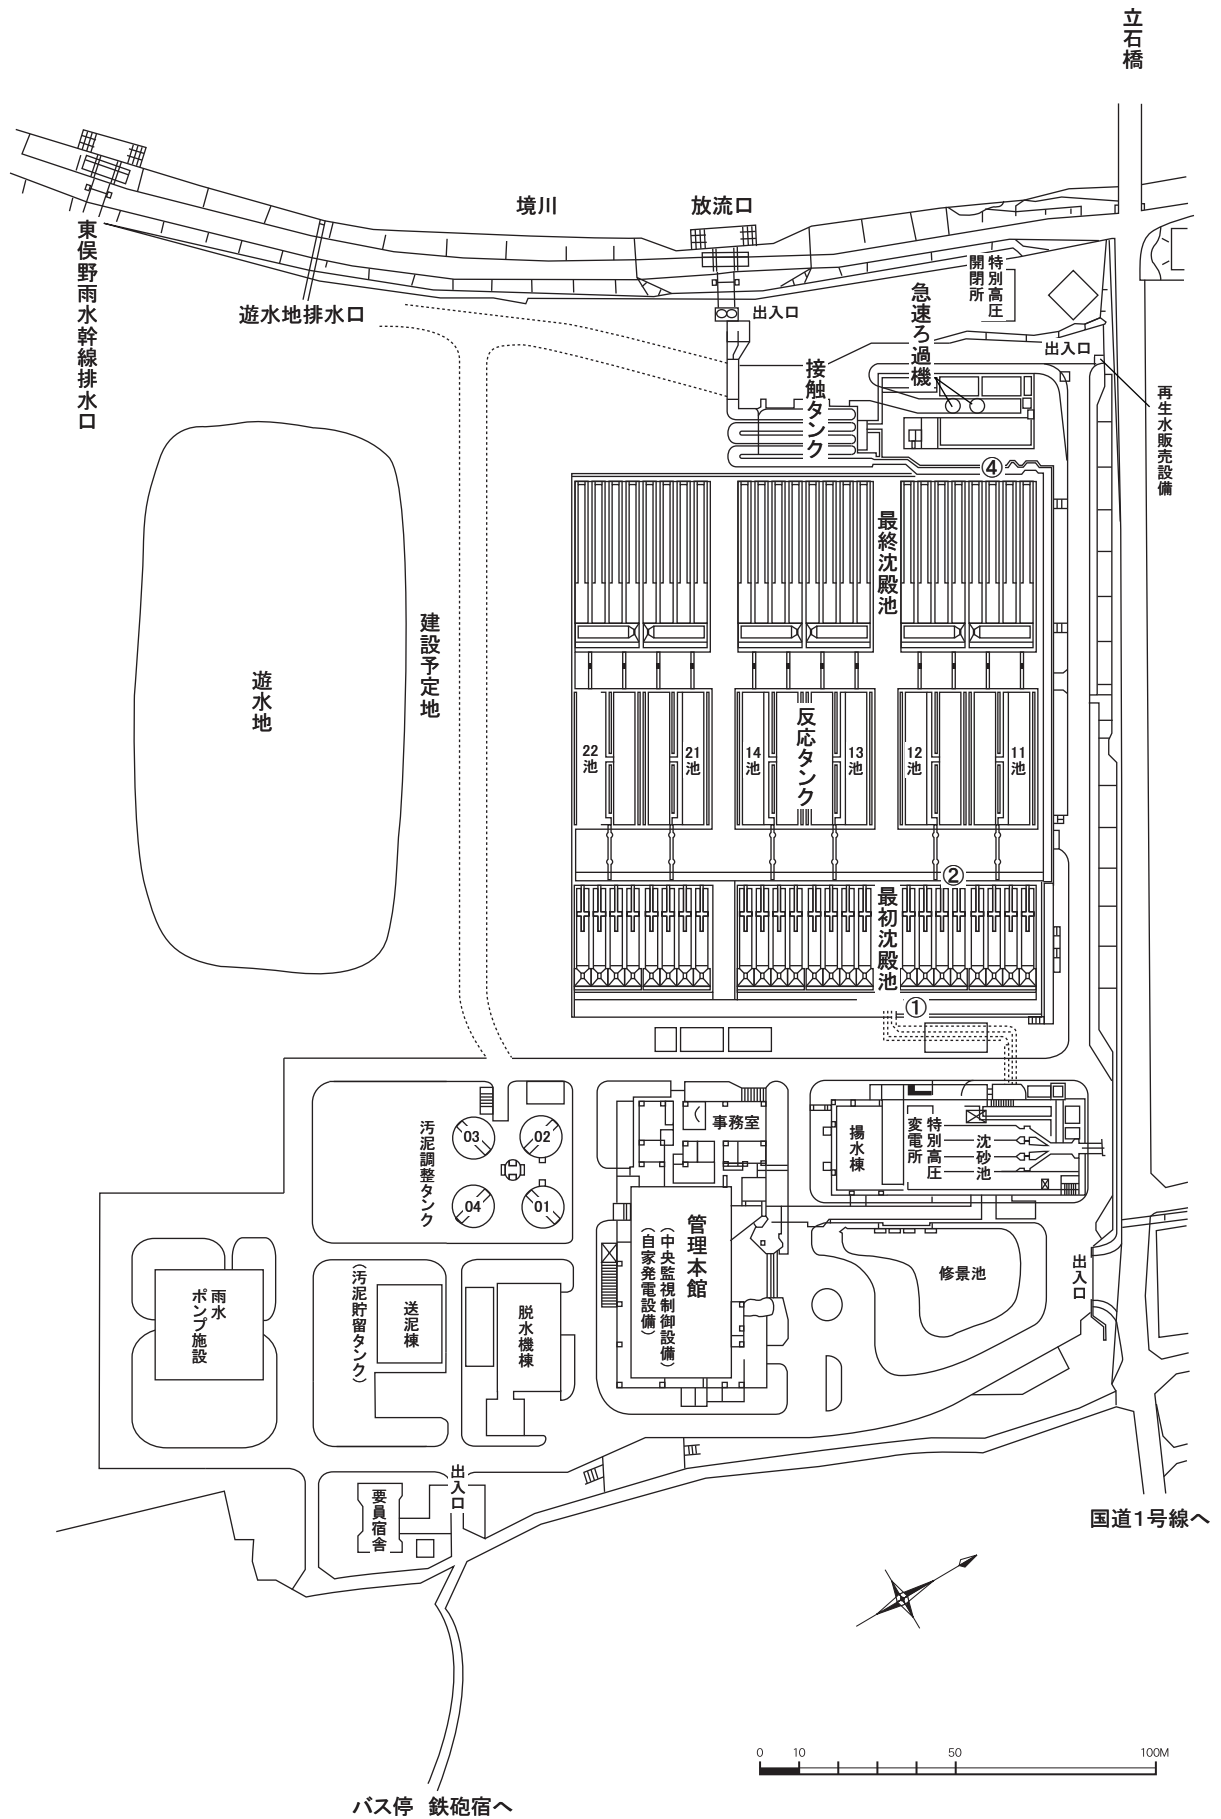 立石橋
境川
放流口
東俣野雨水幹線排水口
遊水地排水口
出入口
特別高圧
開閉所
急速ろ過機
出入口
接触タンク
再生水販売設備
④
最終沈殿池
建設予定地
遊水地
反応タンク
22池
21池
14池
13池
12池
11池
②
最初沈殿池
①
汚泥調整タンク
03
02
04
01
事務室
揚水棟
特別高圧
変電所
沈砂池
管理本館
(中央監視制御設備)
(自家発電設備)
修景池
出入口
雨水
ポンプ施設
送泥棟
(汚泥貯留タンク)
脱水機棟
出入口
要員宿舎
国道1号線へ
0 10 50 100M
バス停 鉄砲宿へ